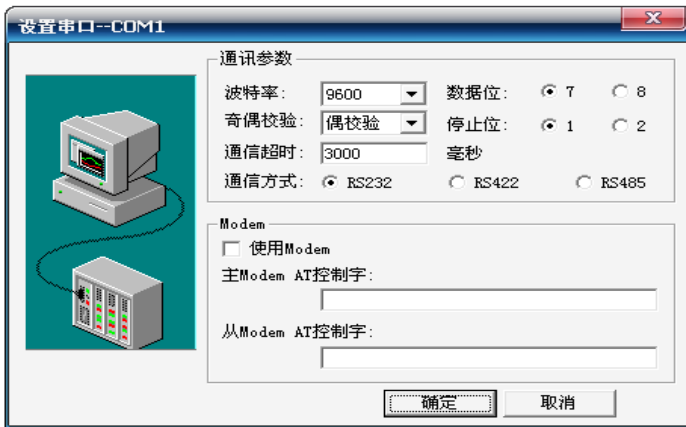 设置串口--COM1
通讯参数
波特率: 9600 数据位: 7 8
奇偶校验: 偶校验 停止位: 1 2
通信超时: 3000 毫秒
通信方式: RS232 RS422 RS485
Modem
使用Modem
主Modem AT控制字:
从Modem AT控制字:
确定 取消